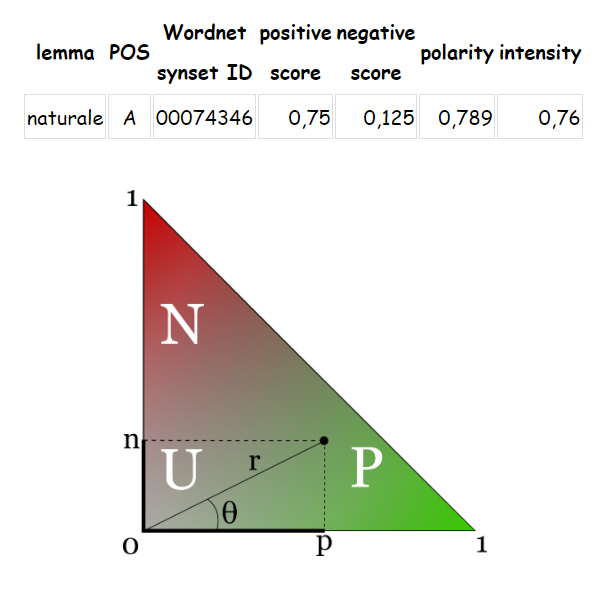 lemma POS Wordnet synset ID positive score negative score polarity intensity
naturale A 00074346 0,75 0,125 0,789 0,76
1
N
n
U r P
θ
o p 1